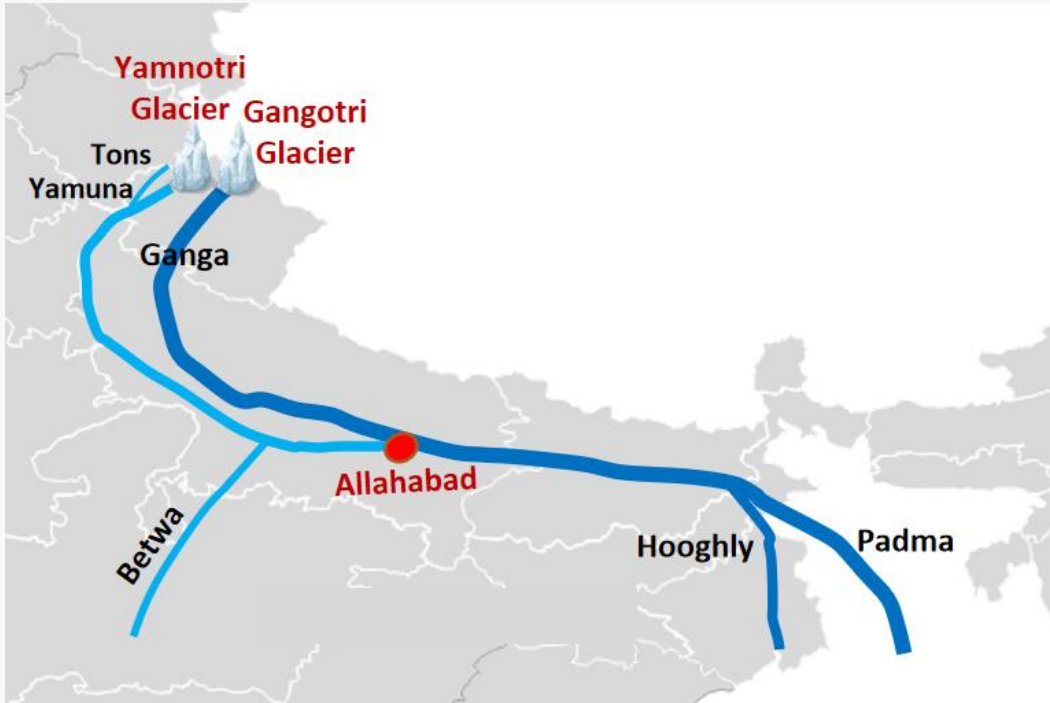 Yamnotri
Glacier
Gangotri
Glacier
Tons
Yamuna
Ganga
Allahabad
Betwa
Hooghly
Padma